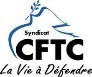 Syndicat
CFTC
La Vie à Défendre